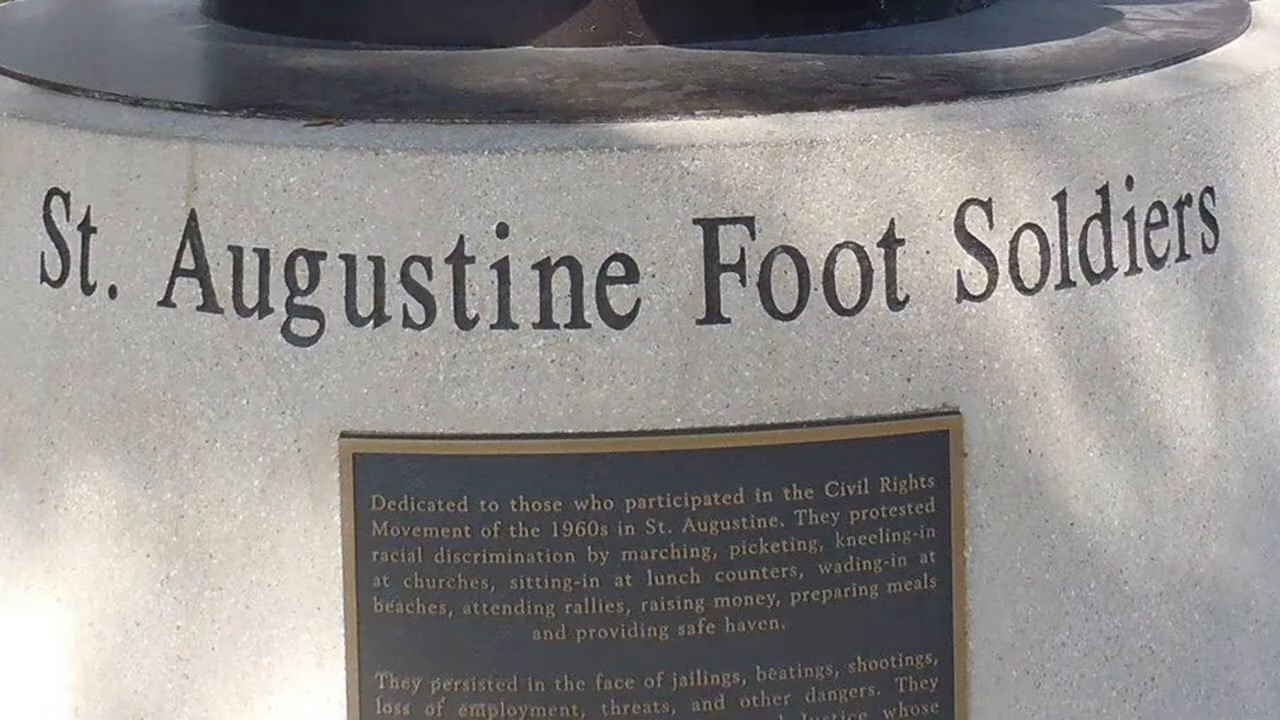 St. Augustine Foot Soldiers
Dedicated to those who participated in the Civil Rights
Movement of the 1960s in St. Augustine. They protested
racial discrimination by marching, picketing, kneeling-in
at churches, sitting-in at lunch counters, wading-in at
beaches, attending rallies, raising money, preparing meals
and providing safe haven.
They persisted in the face of jailings, beatings, shootings,
loss of employment, threats, and other dangers. They
Justice whose